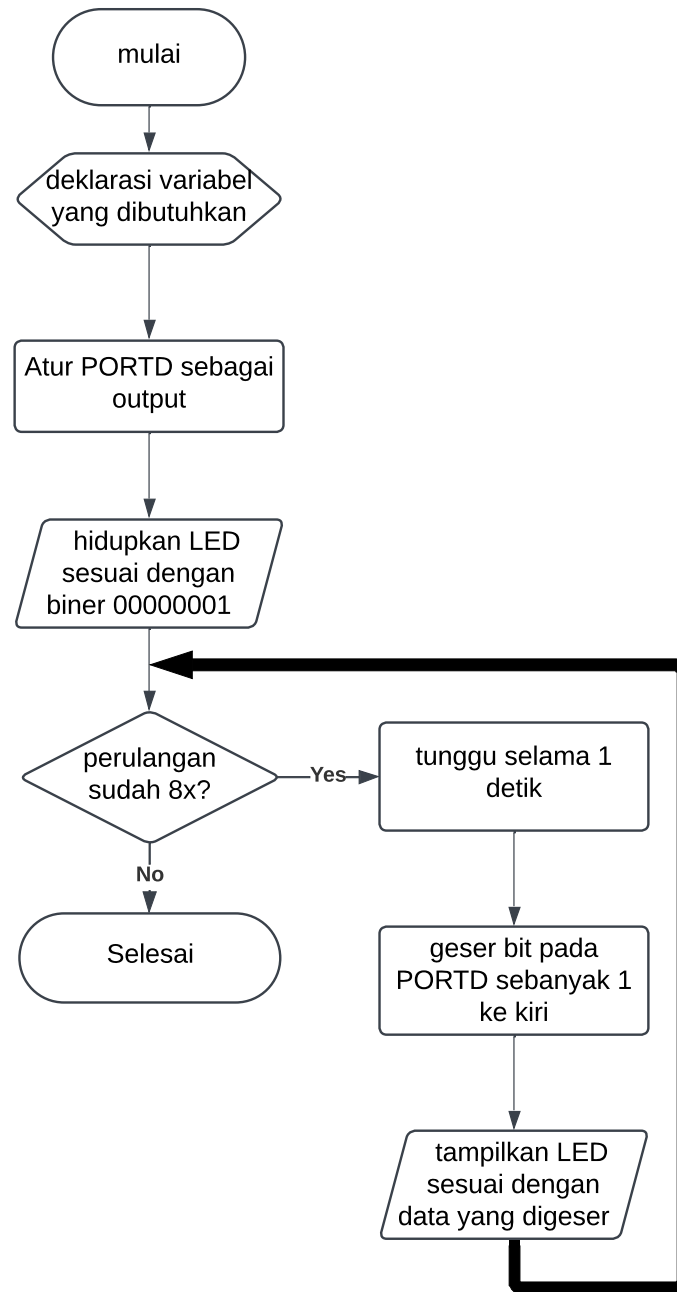 mulai
deklarasi variabel
yang dibutuhkan
Atur PORTD sebagai
output
hidupkan LED
sesuai dengan
biner 00000001
perulangan
sudah 8x?
Yes
tunggu selama 1
detik
No
Selesai
geser bit pada
PORTD sebanyak 1
ke kiri
tampilkan LED
sesuai dengan
data yang digeser